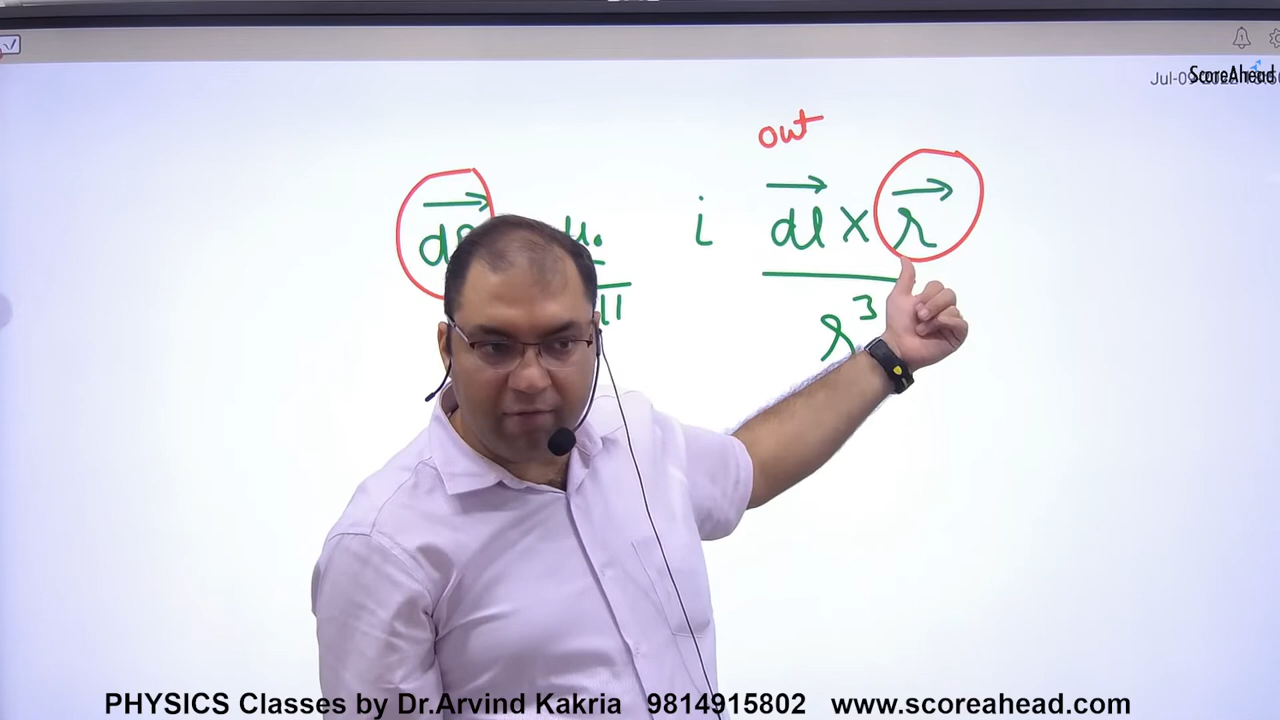 ScoreAhead
out
i dl × r
r³
PHYSICS Classes by Dr.Arvind Kakria 9814915802 www.scoreahead.com